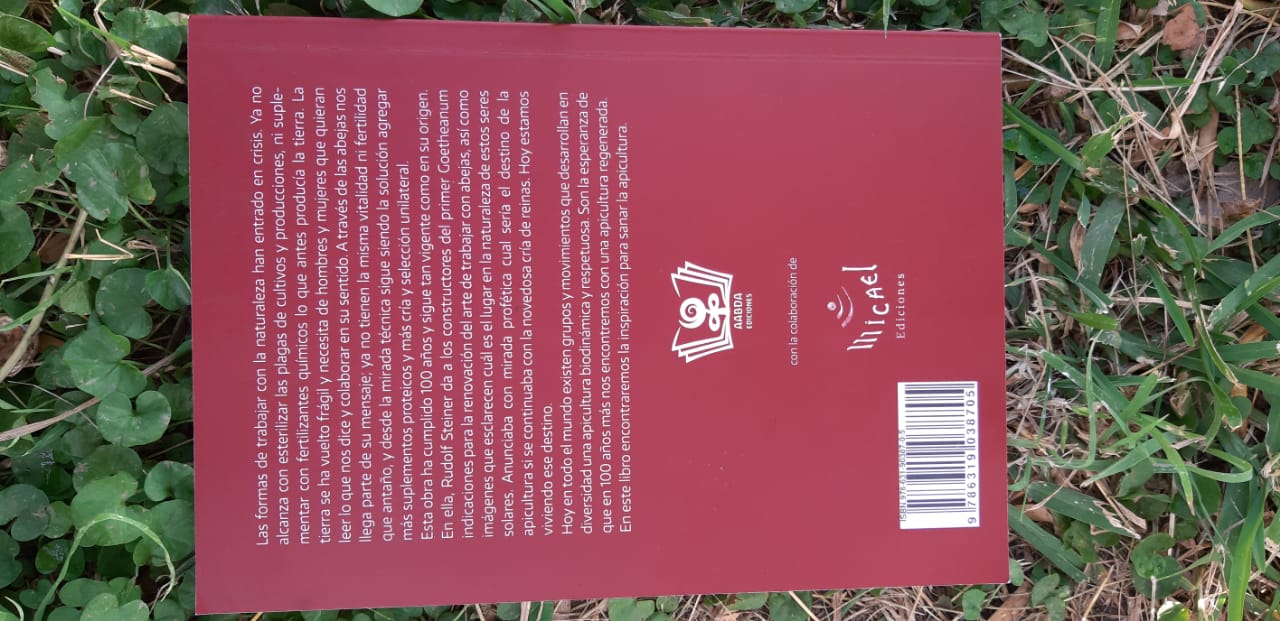 Las formas de trabajar con la naturaleza han entrado en crisis. Ya no
alcanza con esterilizar las plagas de cultivos y producciones, ni suple-
mentar con fertilizantes químicos lo que antes producía la tierra. La
tierra se ha vuelto frágil y necesita de hombres y mujeres que quieran
leer lo que nos dice y colaborar en su sentido. A través de las abejas nos
llega parte de su mensaje; ya no tienen la misma vitalidad ni fertilidad
que antaño, y desde la mirada técnica sigue siendo la solución agregar
más suplementos proteicos y más cría y selección unilateral.
Esta obra ha cumplido 100 años y sigue tan vigente como en su origen.
En ella, Rudolf Steiner da a los constructores del primer Goetheanum
indicaciones para la renovación del arte de trabajar con abejas, así como
imágenes que esclarecen cuál es el lugar en la naturaleza de estos seres
solares. Anunciaba con mirada profética cual sería el destino de la
apicultura si se continuaba con la novedosa cría de reinas. Hoy estamos
viviendo ese destino.
Hoy en todo el mundo existen grupos y movimientos que desarrollan en
diversidad una apicultura biodinámica y respetuosa. Son la esperanza de
que en 100 años más nos encontremos con una apicultura regenerada.
En este libro encontraremos la inspiración para sanar la apicultura.
AABDA
EDICIONES
con la colaboración de
Micael
Ediciones
ISBN 978-631-90387-0-5
9 786319 038705